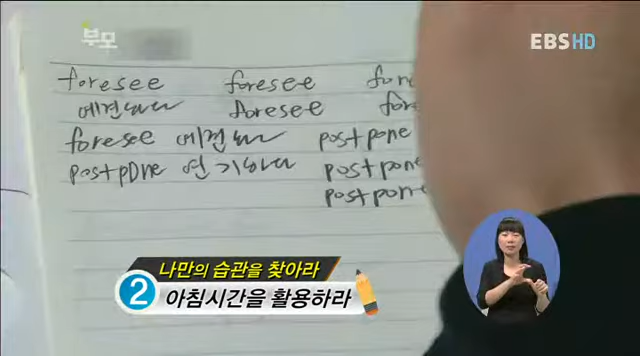 부모 EBS HD
foresee foresee
예견하다 foresee
foresee 예견하다 postpone
postpone 연기하다 postpone
postpone
나만의 습관을 찾아라
2 아침시간을 활용하라